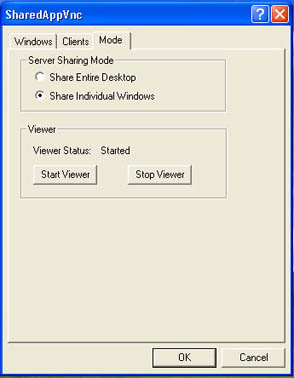 SharedAppVnc
Windows Clients Mode
Server Sharing Mode
Share Entire Desktop
Share Individual Windows
Viewer
Viewer Status: Started
Start Viewer Stop Viewer
OK Cancel